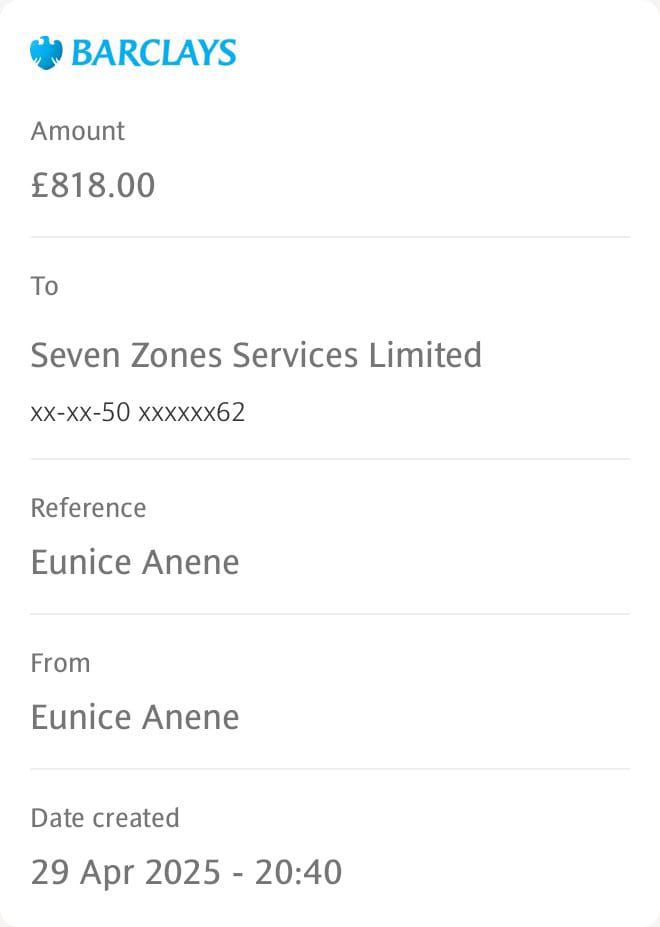 BARCLAYS
Amount
£818.00
To
Seven Zones Services Limited
xx-xx-50 xxxxxx62
Reference
Eunice Anene
From
Eunice Anene
Date created
29 Apr 2025 - 20:40